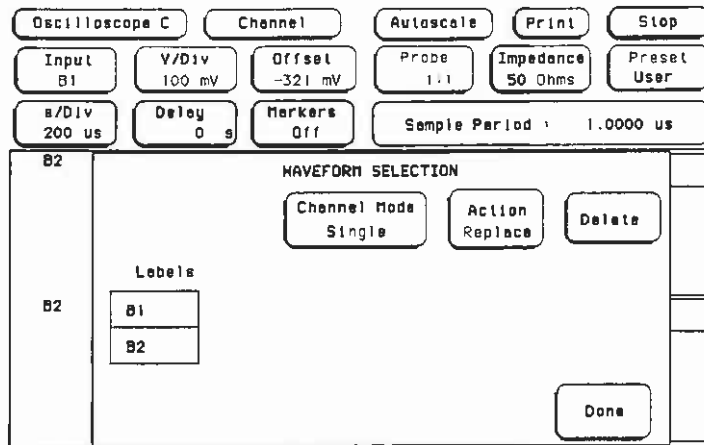 Oscilloscope C Channel Autoscale Print Stop
Input V/Div Offset Probe Impedance Preset
B1 100 mV -321 mV 1:1 50 Ohms User
s/Div Delay Markers
200 us 0 s Off Sample Period : 1.0000 us
B2 WAVEFORM SELECTION
Channel Mode Action Delete
Single Replace
Labels
B2 B1
B2
Done